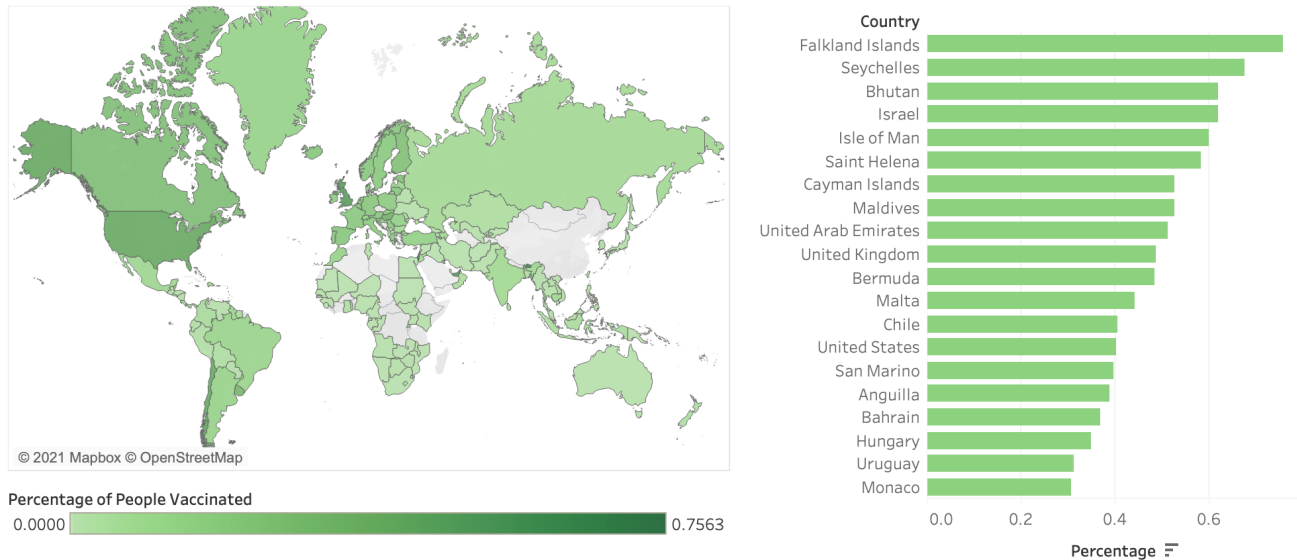 © 2021 Mapbox © OpenStreetMap
Percentage of People Vaccinated
0.0000
0.7563
Country
Falkland Islands
Seychelles
Bhutan
Israel
Isle of Man
Saint Helena
Cayman Islands
Maldives
United Arab Emirates
United Kingdom
Bermuda
Malta
Chile
United States
San Marino
Anguilla
Bahrain
Hungary
Uruguay
Monaco
0.0 0.2 0.4 0.6
Percentage